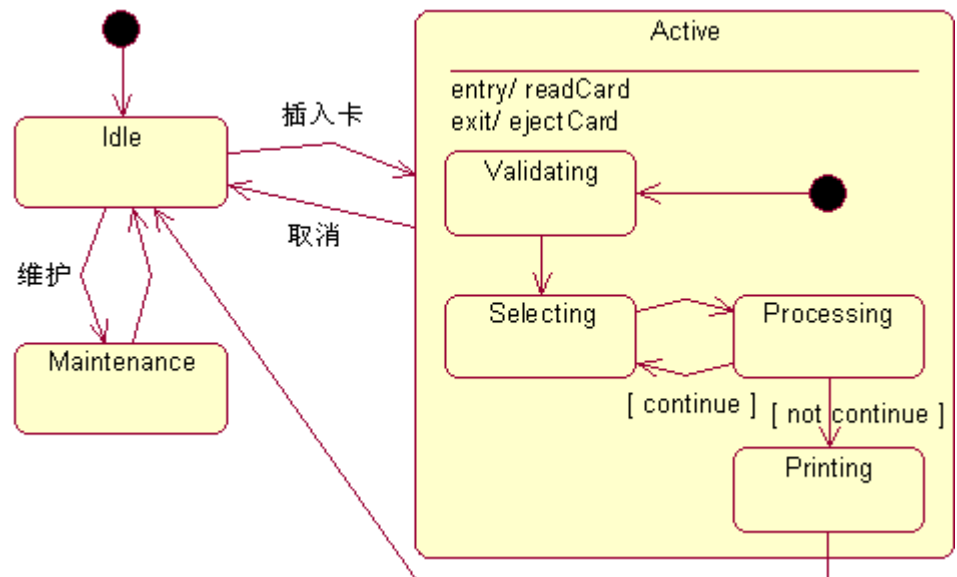 Active
entry/ readCard
exit/ ejectCard
Idle
插入卡
Validating
取消
维护
Selecting
Processing
Maintenance
[ continue ]
[ not continue ]
Printing